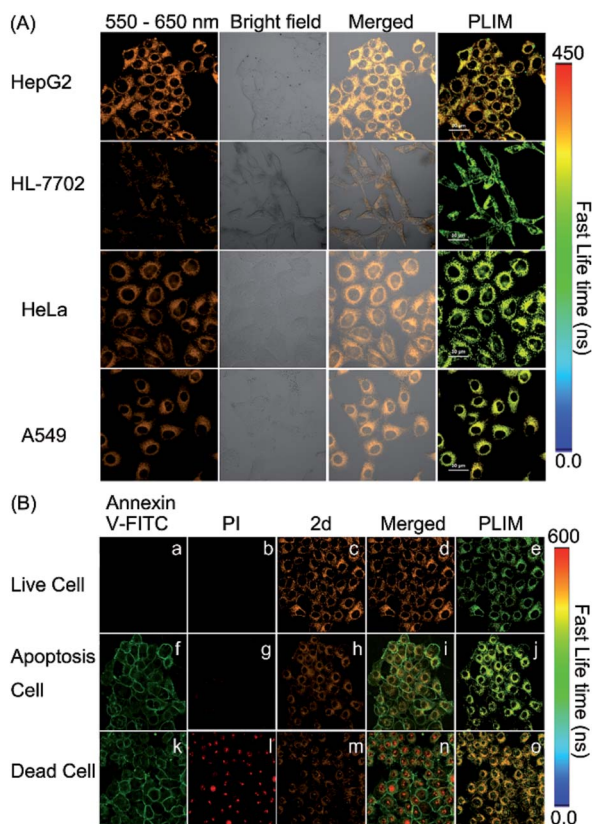 (A) 550 - 650 nm Bright field Merged PLIM
450
HepG2
HL-7702
HeLa
A549
Fast Life time (ns)
0.0
(B)
Annexin
V-FITC PI 2d Merged PLIM
600
Live Cell
a b c d e
Apoptosis
Cell
f g h i j
Dead Cell
k l m n o
Fast Life time (ns)
0.0